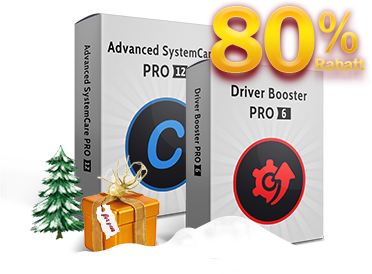 80%
Rabatt
Advanced SystemCare
PRO 12
Advanced SystemCare PRO 12
Driver Booster
PRO 6
Driver Booster PRO 6
C